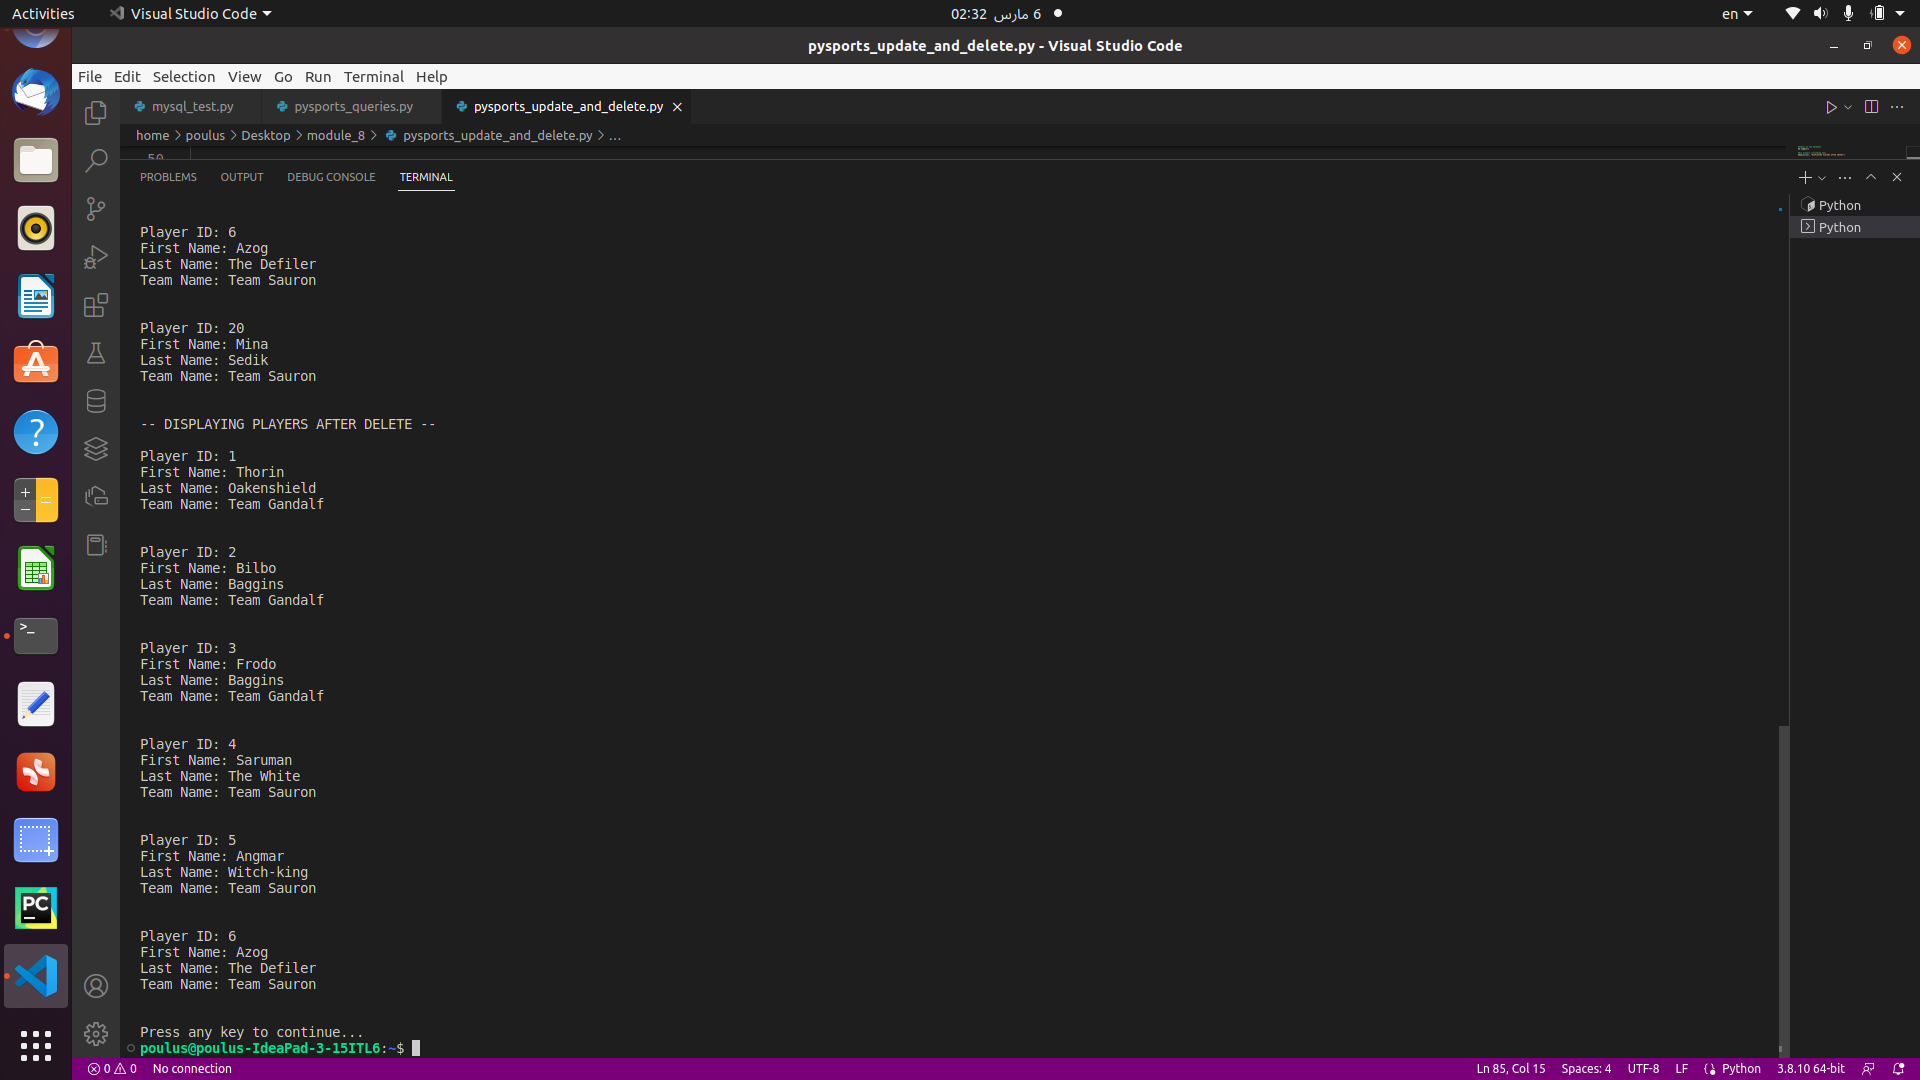 Activities
Visual Studio Code
6 مارس 02:32
en
pysports_update_and_delete.py - Visual Studio Code
File Edit Selection View Go Run Terminal Help
mysql_test.py
pysports_queries.py
pysports_update_and_delete.py
home > poulus > Desktop > module_8 > pysports_update_and_delete.py > ...
50
PROBLEMS OUTPUT DEBUG CONSOLE TERMINAL
Python
Python
Player ID: 6
First Name: Azog
Last Name: The Defiler
Team Name: Team Sauron
Player ID: 20
First Name: Mina
Last Name: Sedik
Team Name: Team Sauron
-- DISPLAYING PLAYERS AFTER DELETE --
Player ID: 1
First Name: Thorin
Last Name: Oakenshield
Team Name: Team Gandalf
Player ID: 2
First Name: Bilbo
Last Name: Baggins
Team Name: Team Gandalf
Player ID: 3
First Name: Frodo
Last Name: Baggins
Team Name: Team Gandalf
Player ID: 4
First Name: Saruman
Last Name: The White
Team Name: Team Sauron
Player ID: 5
First Name: Angmar
Last Name: Witch-king
Team Name: Team Sauron
Player ID: 6
First Name: Azog
Last Name: The Defiler
Team Name: Team Sauron
Press any key to continue...
poulus@poulus-IdeaPad-3-15ITL6:~$
PC
0 0 No connection
Ln 85, Col 15 Spaces: 4 UTF-8 LF Python 3.8.10 64-bit